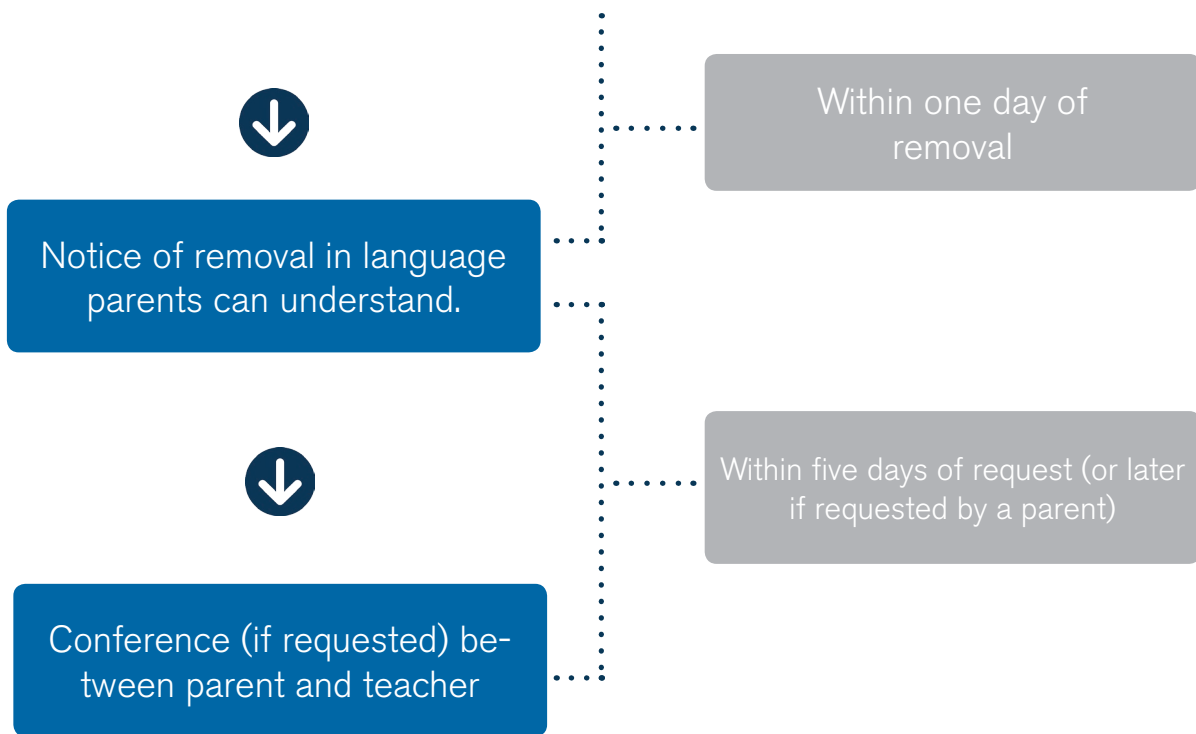 Within one day of
removal
Notice of removal in language
parents can understand.
Within five days of request (or later
if requested by a parent)
Conference (if requested) be-
tween parent and teacher